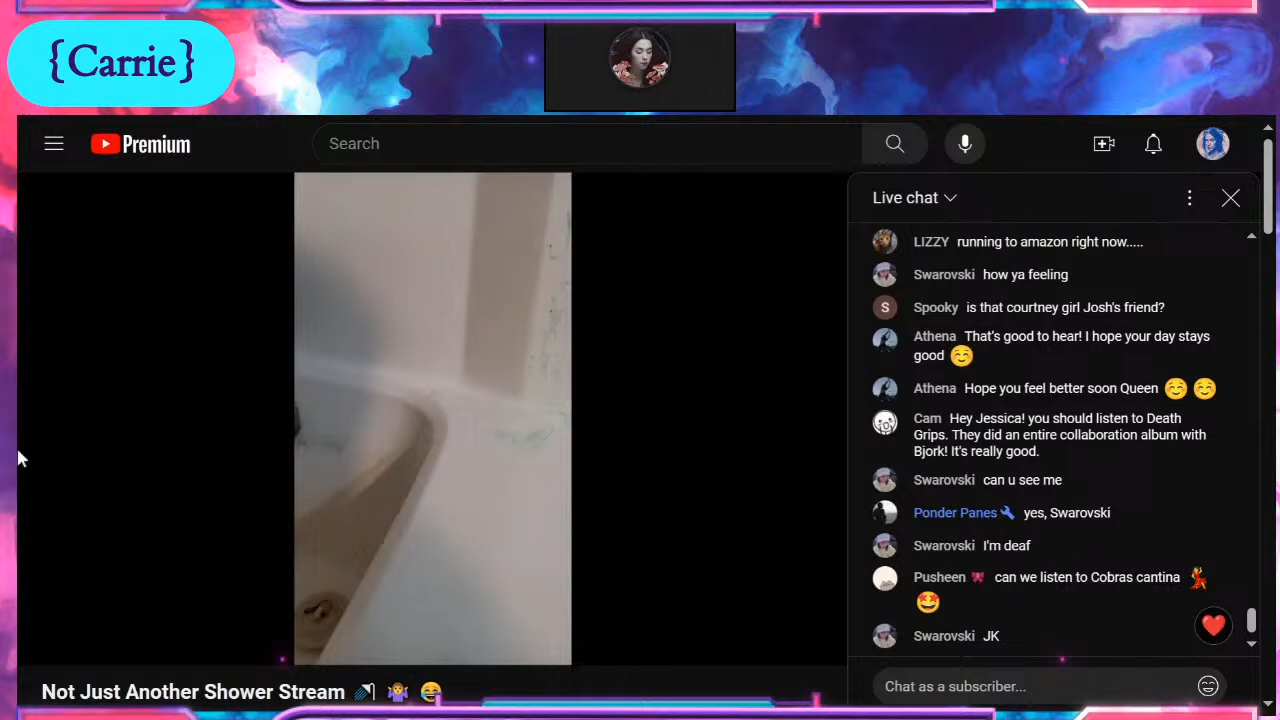 {Carrie}
Premium
Search
Live chat
LIZZY running to amazon right now.....
Swarovski how ya feeling
S Spooky is that courtney girl Josh's friend?
Athena That's good to hear! I hope your day stays
good
Athena Hope you feel better soon Queen
Cam Hey Jessica! you should listen to Death
Grips. They did an entire collaboration album with
Bjork! It's really good.
Swarovski can u see me
Ponder Panes yes, Swarovski
Swarovski I'm deaf
Pusheen can we listen to Cobras cantina
Swarovski JK
Chat as a subscriber...
Not Just Another Shower Stream